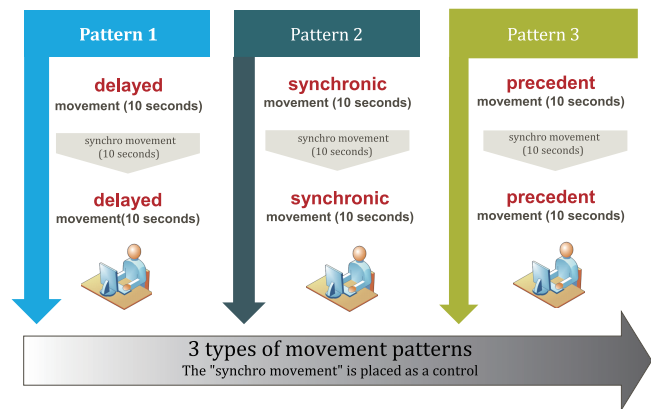 Pattern 1
delayed
movement (10 seconds)
synchro movement
(10 seconds)
delayed
movement(10 seconds)
Pattern 2
synchronic
movement (10 seconds)
synchro movement
(10 seconds)
synchronic
movement (10 seconds)
Pattern 3
precedent
movement (10 seconds)
synchro movement
(10 seconds)
precedent
movement (10 seconds)
3 types of movement patterns
The "synchro movement" is placed as a control